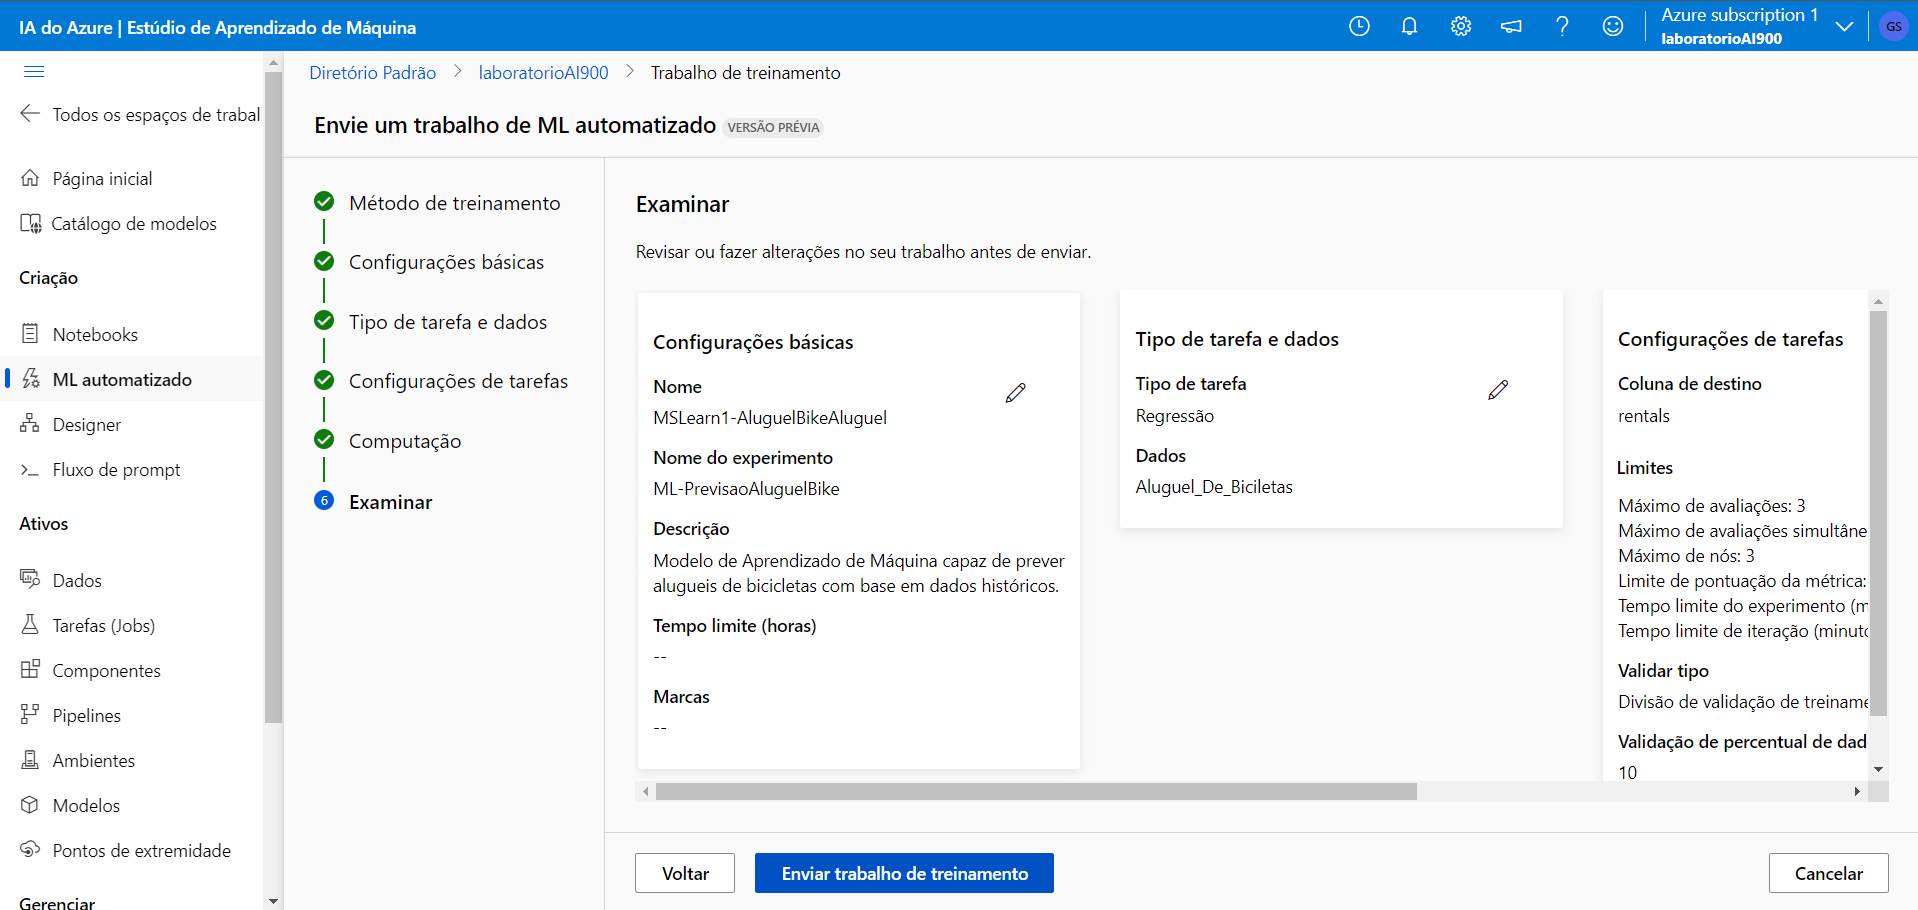 IA do Azure | Estúdio de Aprendizado de Máquina
Azure subscription 1
laboratorioAI900
GS
Todos os espaços de trabal
Página inicial
Catálogo de modelos
Criação
Notebooks
ML automatizado
Designer
Fluxo de prompt
Ativos
Dados
Tarefas (Jobs)
Componentes
Pipelines
Ambientes
Modelos
Pontos de extremidade
Gerenciar
Diretório Padrão > laboratorioAI900 > Trabalho de treinamento
Envie um trabalho de ML automatizado VERSÃO PRÉVIA
Método de treinamento
Configurações básicas
Tipo de tarefa e dados
Configurações de tarefas
Computação
6 Examinar
Examinar
Revisar ou fazer alterações no seu trabalho antes de enviar.
Configurações básicas
Nome
MSLearn1-AluguelBikeAluguel
Nome do experimento
ML-PrevisaoAluguelBike
Descrição
Modelo de Aprendizado de Máquina capaz de prever
alugueis de bicicletas com base em dados históricos.
Tempo limite (horas)
--
Marcas
--
Tipo de tarefa e dados
Tipo de tarefa
Regressão
Dados
Aluguel_De_Biciletas
Configurações de tarefas
Coluna de destino
rentals
Limites
Máximo de avaliações: 3
Máximo de avaliações simultâne
Máximo de nós: 3
Limite de pontuação da métrica:
Tempo limite do experimento (m
Tempo limite de iteração (minuto
Validar tipo
Divisão de validação de treiname
Validação de percentual de dad
10
Voltar
Enviar trabalho de treinamento
Cancelar